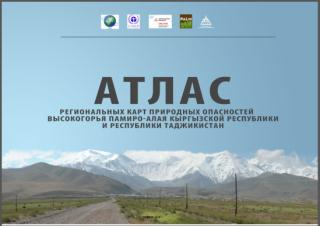 АТЛАС
РЕГИОНАЛЬНЫХ КАРТ ПРИРОДНЫХ ОПАСНОСТЕЙ
ВЫСОКОГОРЬЯ ПАМИРО-АЛАЯ КЫРГЫЗСКОЙ РЕСПУБЛИКИ
И РЕСПУБЛИКИ ТАДЖИКИСТАН